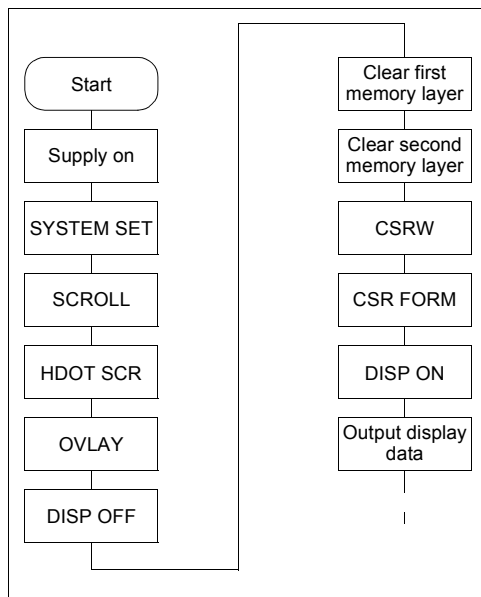 Start
Supply on
SYSTEM SET
SCROLL
HDOT SCR
OVLAY
DISP OFF
Clear first
memory layer
Clear second
memory layer
CSRW
CSR FORM
DISP ON
Output display
data